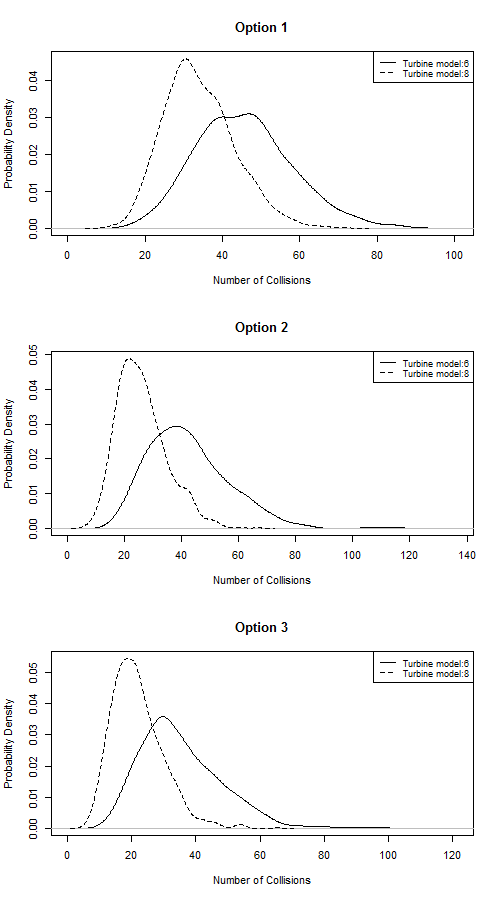 Option 1
Turbine model:6
Turbine model:8
Probability Density
0.00 0.01 0.02 0.03 0.04
0 20 40 60 80 100
Number of Collisions
Option 2
Turbine model:6
Turbine model:8
Probability Density
0.00 0.01 0.02 0.03 0.04 0.05
0 20 40 60 80 100 120 140
Number of Collisions
Option 3
Turbine model:6
Turbine model:8
Probability Density
0.00 0.01 0.02 0.03 0.04 0.05
0 20 40 60 80 100 120
Number of Collisions